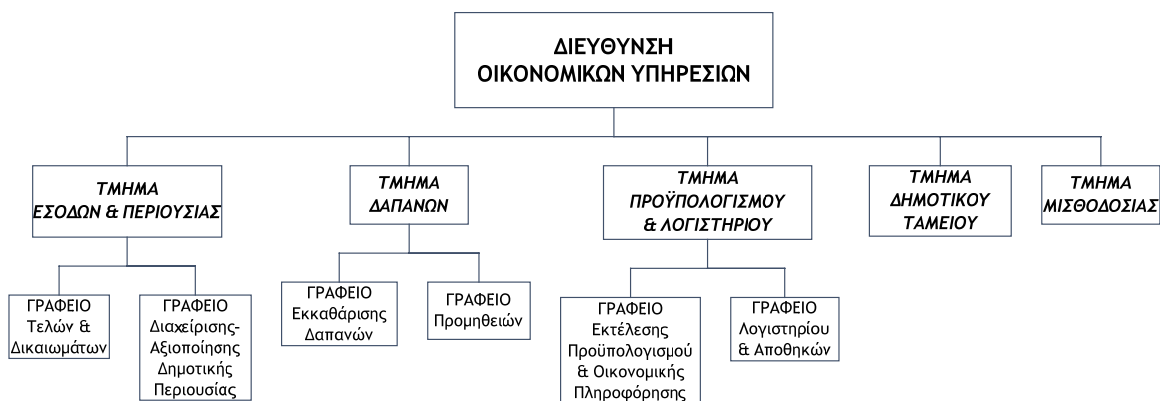 ΔΙΕΥΘΥΝΣΗ
ΟΙΚΟΝΟΜΙΚΩΝ ΥΠΗΡΕΣΙΩΝ
ΤΜΗΜΑ
ΕΣΟΔΩΝ & ΠΕΡΙΟΥΣΙΑΣ
ΤΜΗΜΑ
ΔΑΠΑΝΩΝ
ΤΜΗΜΑ
ΠΡΟΫΠΟΛΟΓΙΣΜΟΥ
& ΛΟΓΙΣΤΗΡΙΟΥ
ΤΜΗΜΑ
ΔΗΜΟΤΙΚΟΥ
ΤΑΜΕΙΟΥ
ΤΜΗΜΑ
ΜΙΣΘΟΔΟΣΙΑΣ
ΓΡΑΦΕΙΟ
Τελών &
Δικαιωμάτων
ΓΡΑΦΕΙΟ
Διαχείρισης-
Αξιοποίησης
Δημοτικής
Περιουσίας
ΓΡΑΦΕΙΟ
Εκκαθάρισης
Δαπανών
ΓΡΑΦΕΙΟ
Προμηθειών
ΓΡΑΦΕΙΟ
Εκτέλεσης
Προϋπολογισμού
& Οικονομικής
Πληροφόρησης
ΓΡΑΦΕΙΟ
Λογιστηρίου
& Αποθηκών